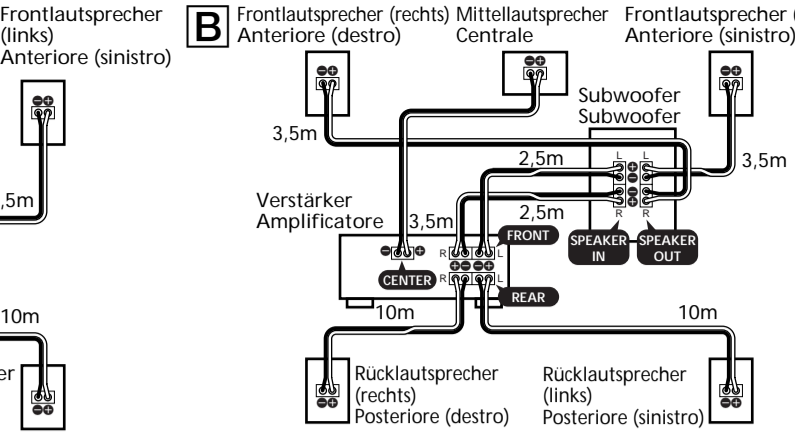 Frontlautsprecher
(links)
Anteriore (sinistro)
,5m
10m
er
B
Frontlautsprecher (rechts)
Anteriore (destro)
Mittellautsprecher
Centrale
Frontlautsprecher (
Anteriore (sinistro)
Subwoofer
Subwoofer
3,5m
2,5m
3,5m
L L
Verstärker
Amplificatore
3,5m
2,5m
R R
FRONT
SPEAKER
IN
SPEAKER
OUT
R L
CENTER
R L
REAR
10m
10m
Rücklautsprecher
(rechts)
Posteriore (destro)
Rücklautsprecher
(links)
Posteriore (sinistro)